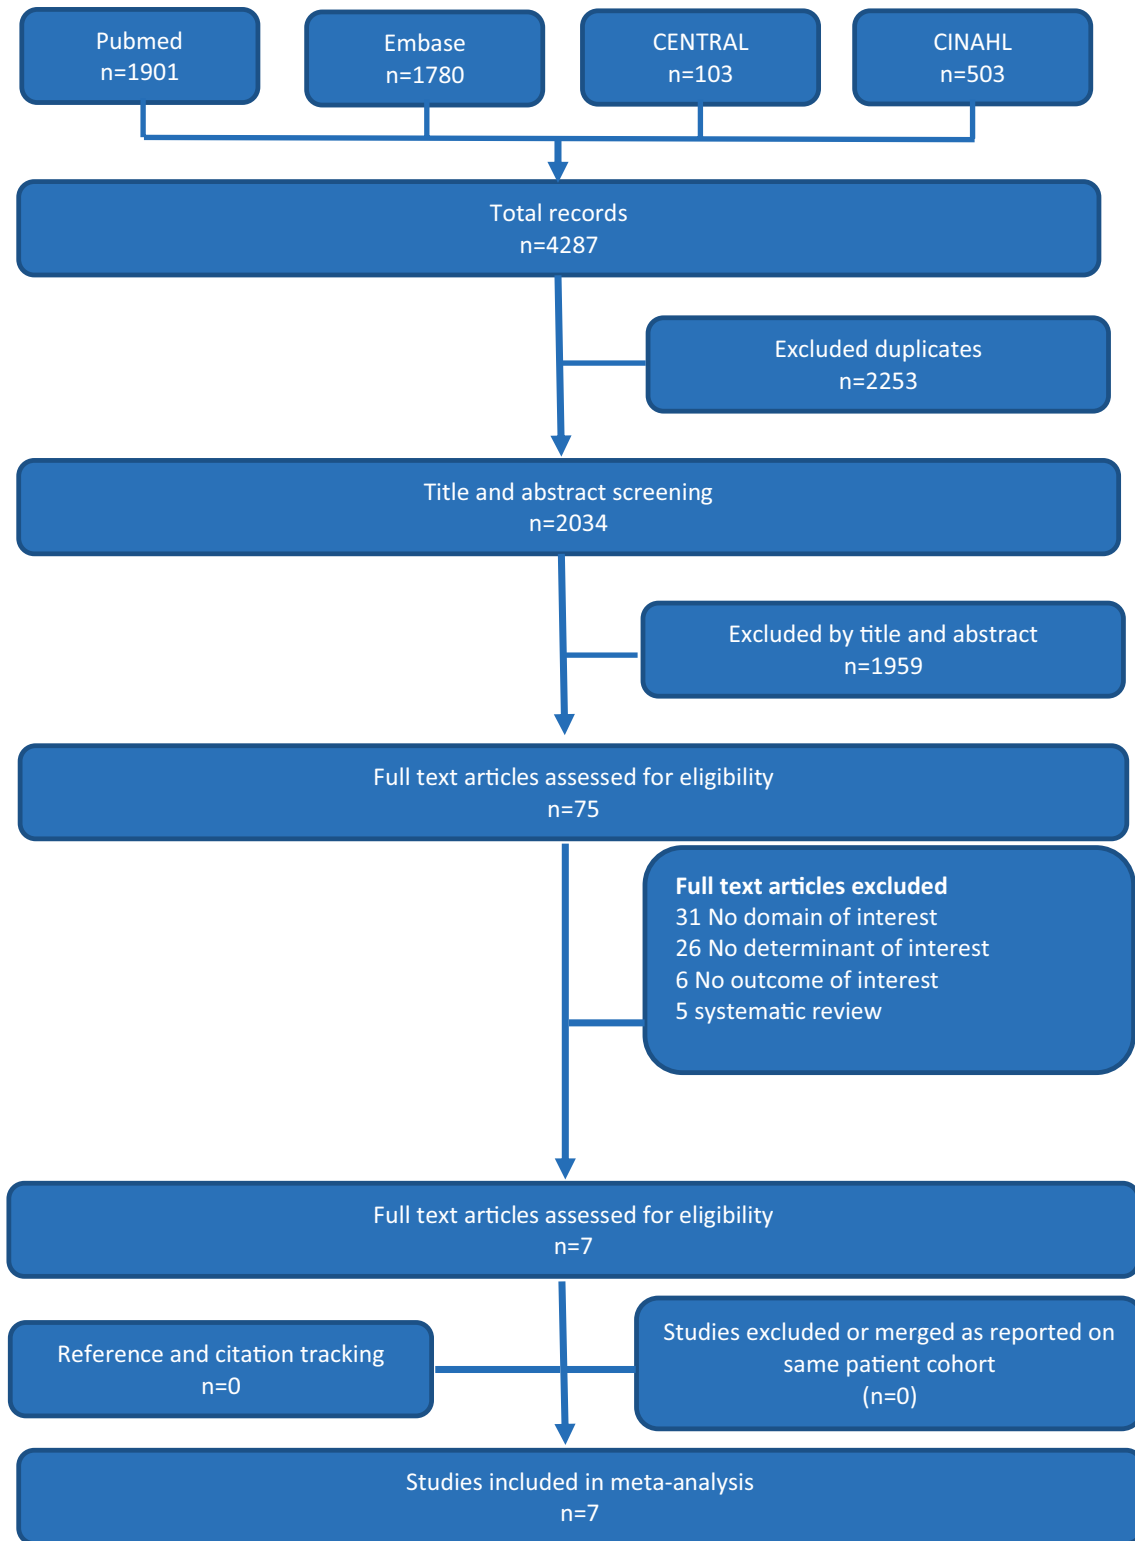 Pubmed
n=1901
Embase
n=1780
CENTRAL
n=103
CINAHL
n=503
Total records
n=4287
Excluded duplicates
n=2253
Title and abstract screening
n=2034
Excluded by title and abstract
n=1959
Full text articles assessed for eligibility
n=75
Full text articles excluded
31 No domain of interest
26 No determinant of interest
6 No outcome of interest
5 systematic review
Full text articles assessed for eligibility
n=7
Reference and citation tracking
n=0
Studies excluded or merged as reported on
same patient cohort
(n=0)
Studies included in meta-analysis
n=7